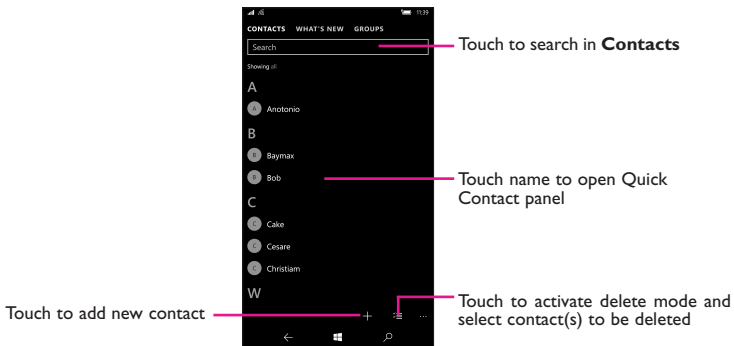 11:39
CONTACTS WHAT'S NEW GROUPS
Search
Touch to search in Contacts
Showing all
A
A Anotonio
B
B Baymax
B Bob
Touch name to open Quick
Contact panel
C
C Cake
C Cesare
C Christiam
W
Touch to add new contact
Touch to activate delete mode and
select contact(s) to be deleted